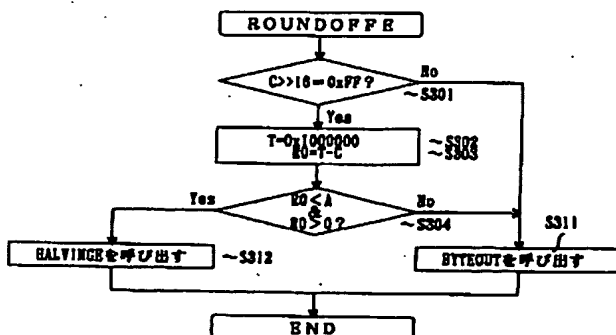 ROUNDOFFE
C>>16=0xFF?
No
~S301
Yes
T=0x1000000
R0=T-C
~S302
~S303
Yes
R0<A
&
R0>0?
No
~S304
S311
HALVINGEを呼び出す
~S312
BYTEOUTを呼び出す
END